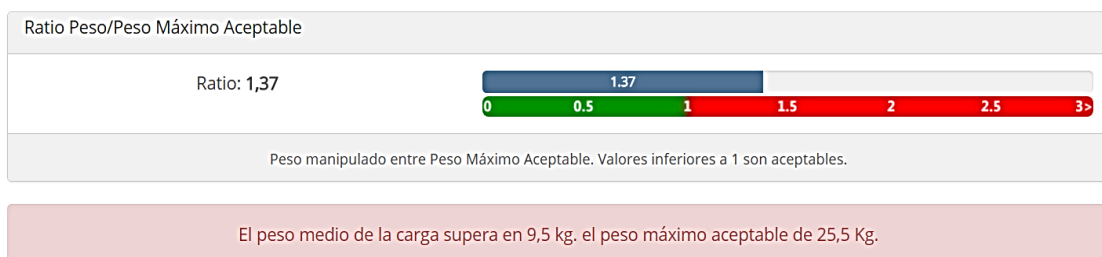 Ratio Peso/Peso Máximo Aceptable
Ratio: 1,37
1.37
0 0.5 1 1.5 2 2.5 3>
Peso manipulado entre Peso Máximo Aceptable. Valores inferiores a 1 son aceptables.
El peso medio de la carga supera en 9,5 kg. el peso máximo aceptable de 25,5 Kg.